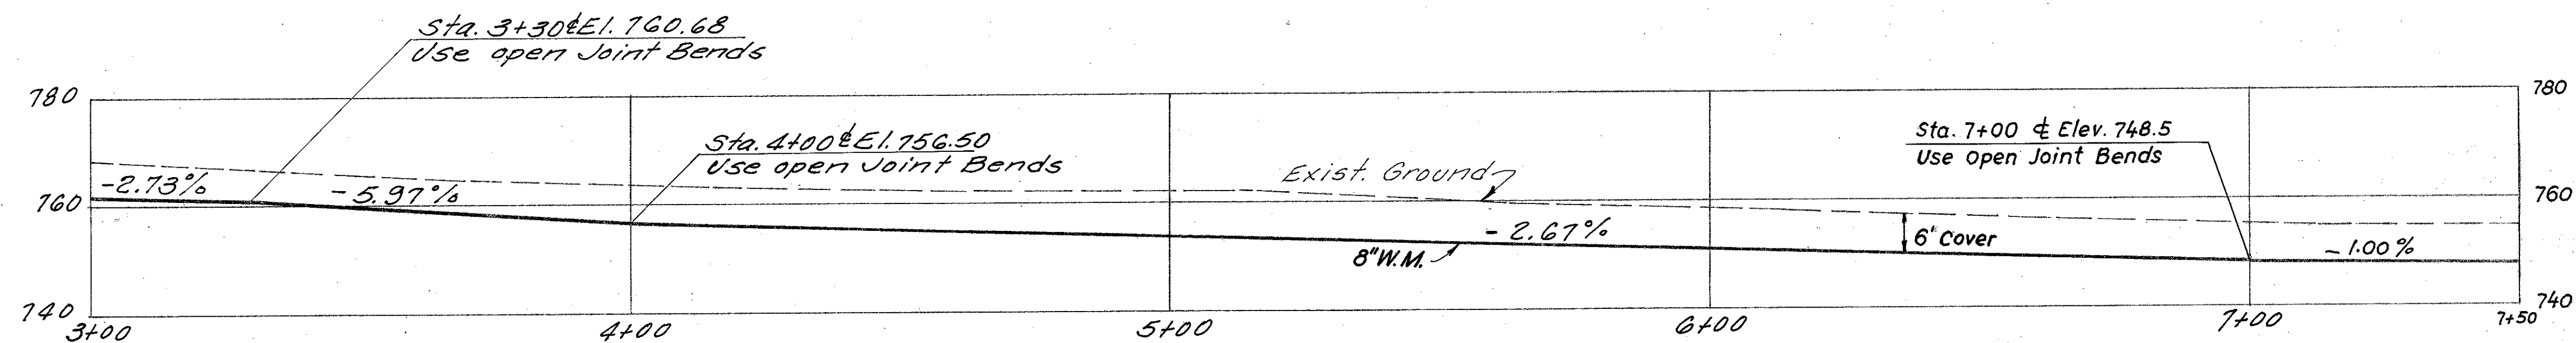 Sta. 3+30 ℄ El. 760.68
Use open Joint Bends
780
780
Sta. 4+00 ℄ El. 756.50
Use open Joint Bends
Sta. 7+00 ℄ Elev. 748.5
Use Open Joint Bends
Exist. Ground
-2.73%
-5.97%
760
760
-2.67%
6' Cover
8" W.M.
-1.00%
740
740
3+00
4+00
5+00
6+00
7+00
7+50